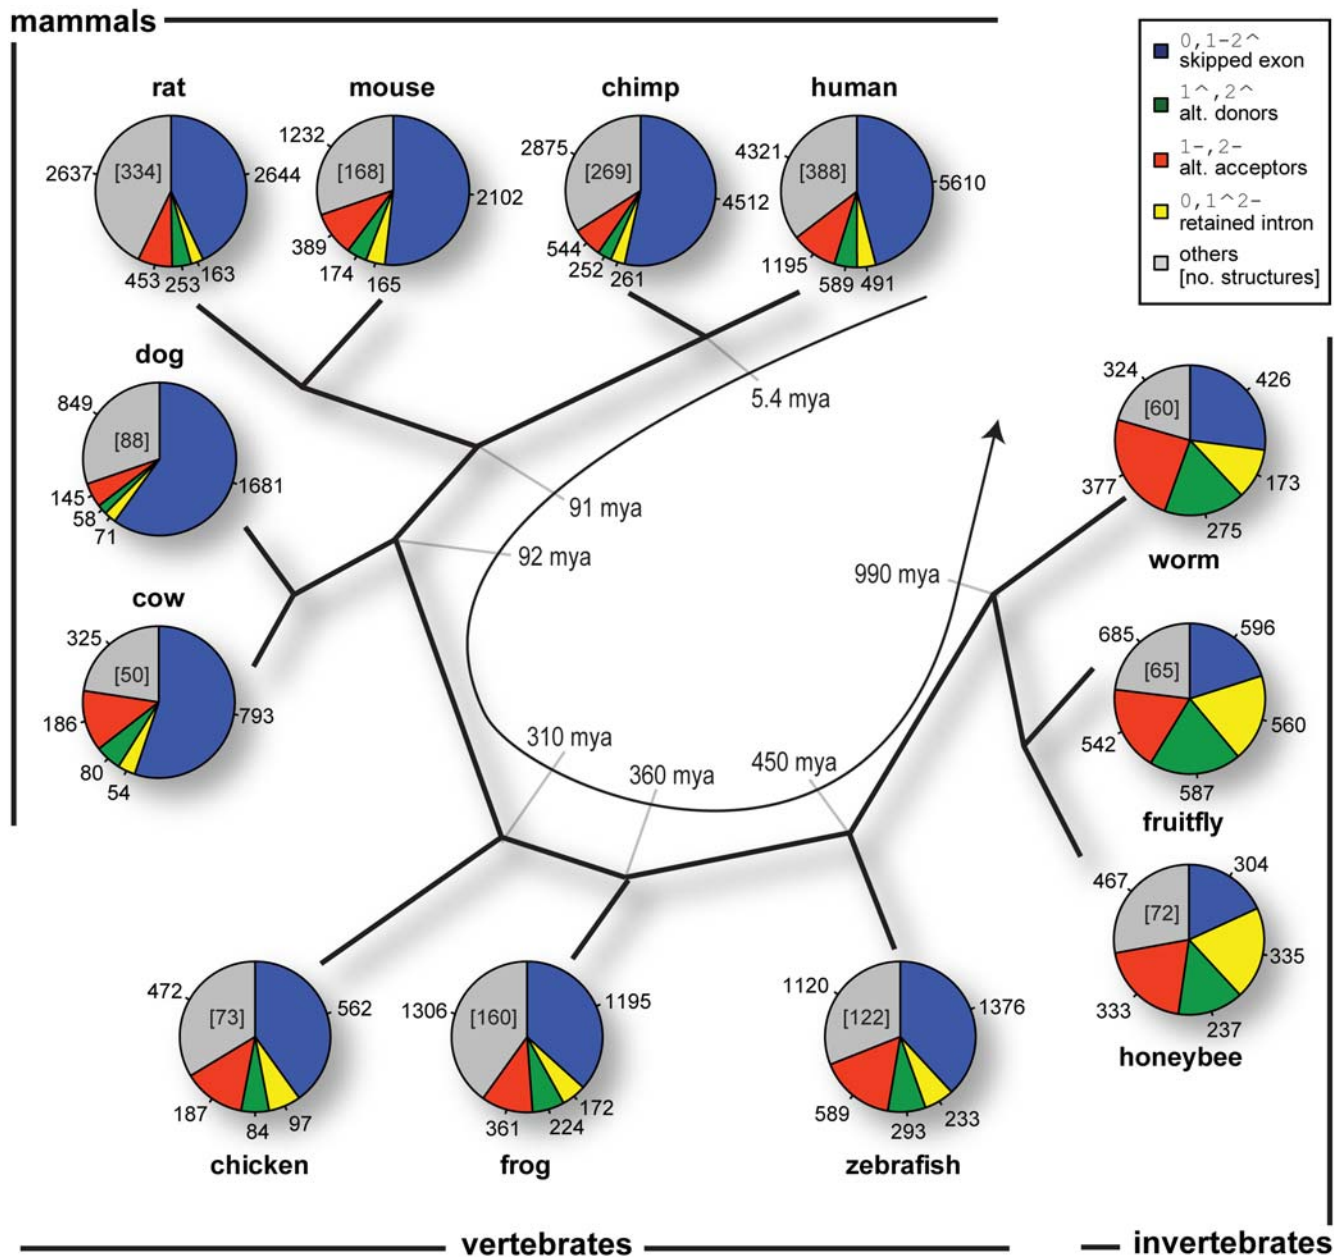 mammals
0,1-2^
skipped exon
1^,2^
alt. donors
1-,2-
alt. acceptors
0,1^2-
retained intron
others
[no. structures]
rat
2637
[334]
2644
453
253
163
mouse
1232
[168]
2102
389
174
165
chimp
2875
[269]
4512
544
252
261
human
4321
[388]
5610
1195
589
491
dog
849
[88]
1681
145
58
71
cow
325
[50]
793
186
80
54
5.4 mya
91 mya
92 mya
310 mya
360 mya
450 mya
990 mya
324
426
[60]
377
173
275
worm
685
596
[65]
542
560
587
fruitfly
467
304
[72]
333
335
237
honeybee
472
[73]
562
187
84
97
chicken
1306
[160]
1195
361
224
172
frog
1120
[122]
1376
589
293
233
zebrafish
vertebrates
invertebrates